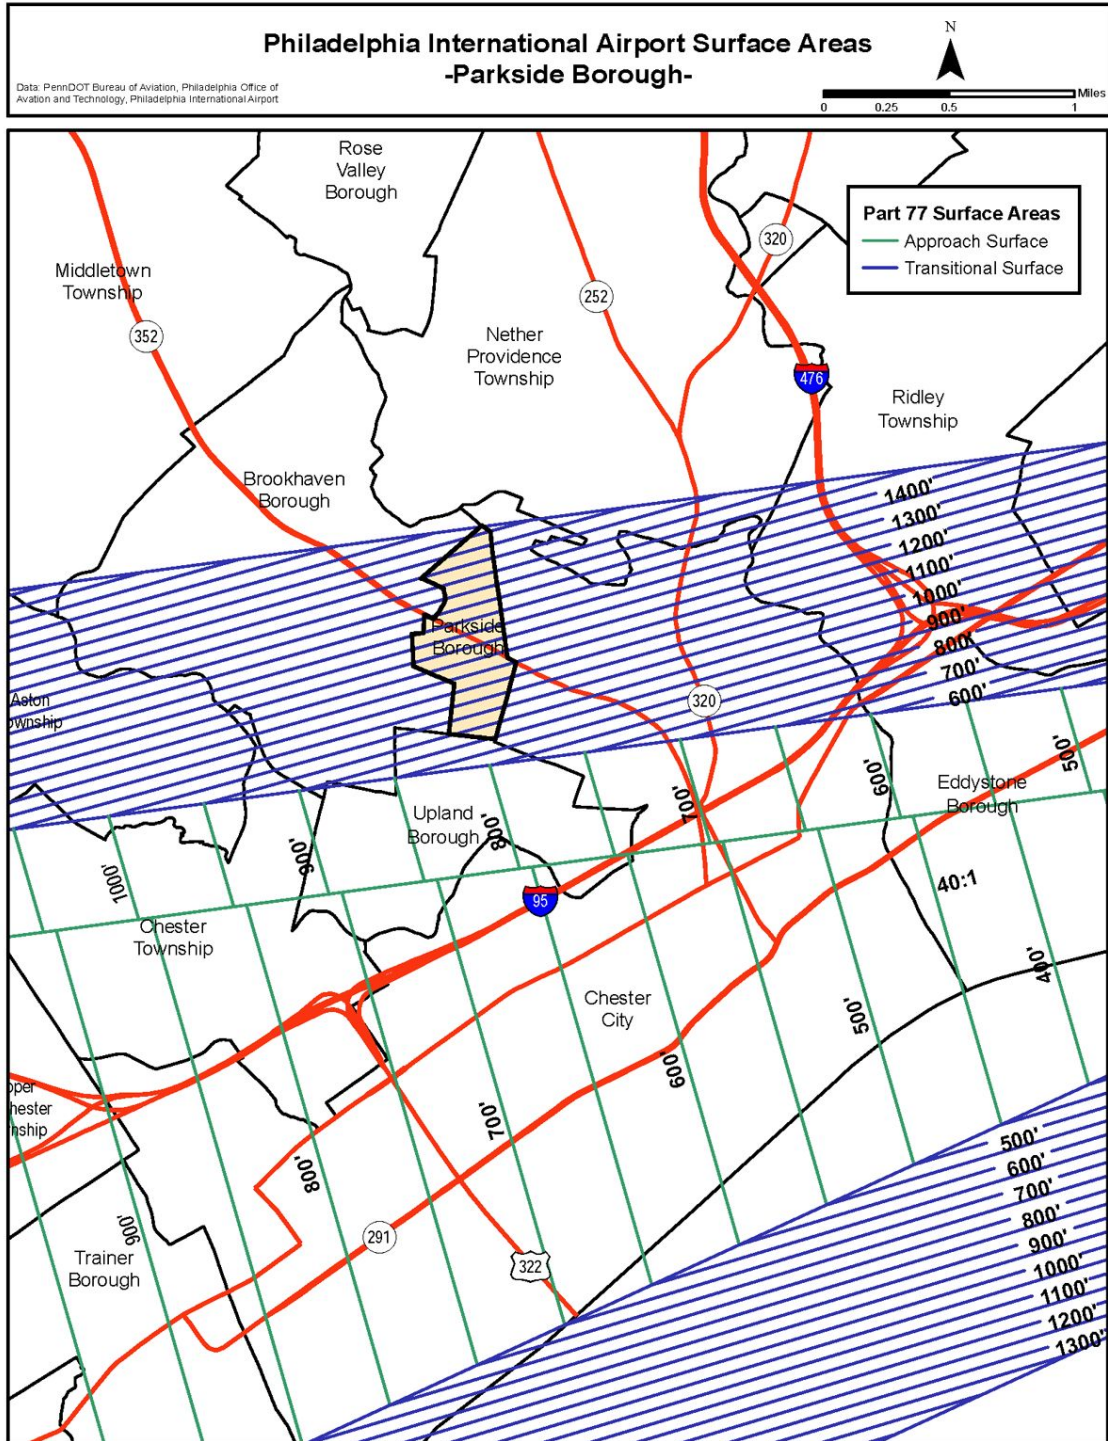 Philadelphia International Airport Surface Areas
-Parkside Borough-
Data: PennDOT Bureau of Aviation, Philadelphia Office of
Avation and Technology, Philadelphia International Airport
N
Miles
0 0.25 0.5 1
Part 77 Surface Areas
Approach Surface
Transitional Surface
Rose
Valley
Borough
320
Middletown
Township
252
352
Nether
Providence
Township
476
Ridley
Township
Brookhaven
Borough
1400'
1300'
1200'
1100'
1000'
900'
800'
700'
600'
Parkside
Borough
Aston
ownship
320
500'
600'
Eddystone
Borough
700'
Upland
Borough
800'
900'
1000'
40:1
95
Chester
Township
400'
Chester
City
500'
600'
oper
hester
nship
700'
800'
900'
500'
600'
700'
800'
900'
1000'
1100'
1200'
1300'
291
Trainer
Borough
322